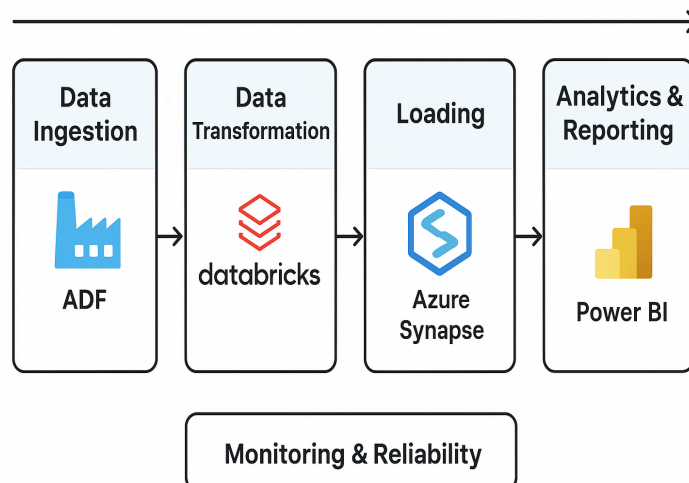 Data
Ingestion
ADF
Data
Transformation
databricks
Loading
Azure
Synapse
Analytics &
Reporting
Power BI
Monitoring & Reliability